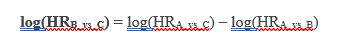 log(HRB vs C) = log(HRA vs C) – log(HRA vs B)